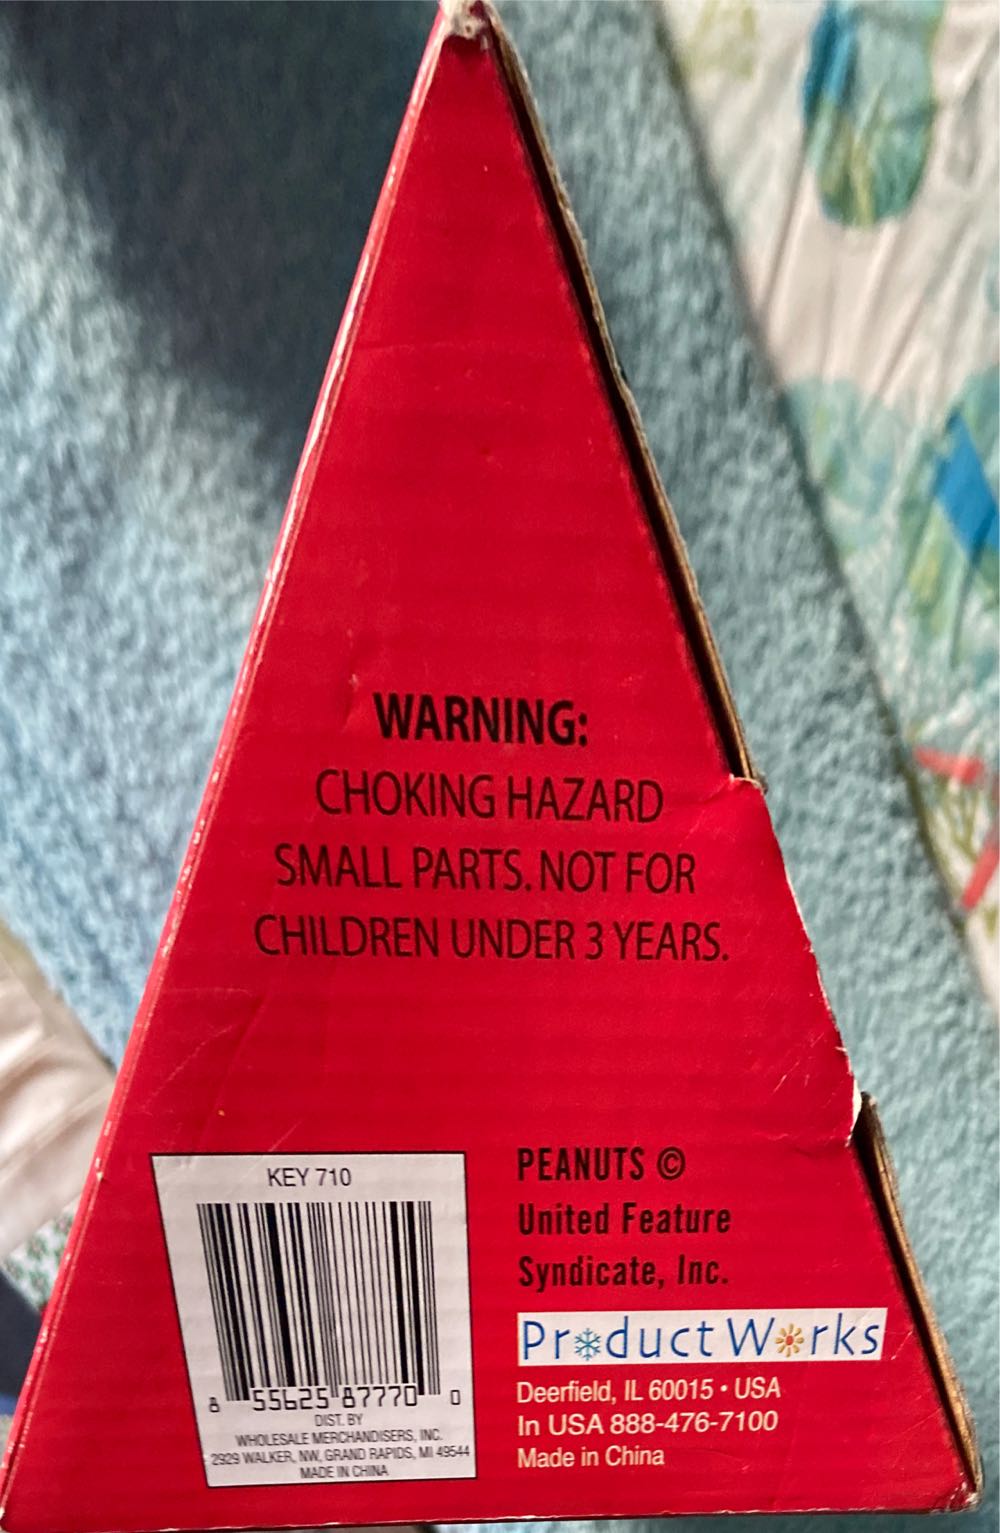 WARNING:
CHOKING HAZARD
SMALL PARTS. NOT FOR
CHILDREN UNDER 3 YEARS.
KEY 710
8 55625 87770 0
DIST. BY
WHOLESALE MERCHANDISERS, INC.
2929 WALKER, NW, GRAND RAPIDS, MI 49544
MADE IN CHINA
PEANUTS ©
United Feature
Syndicate, Inc.
ProductWorks
Deerfield, IL 60015 • USA
In USA 888-476-7100
Made in China